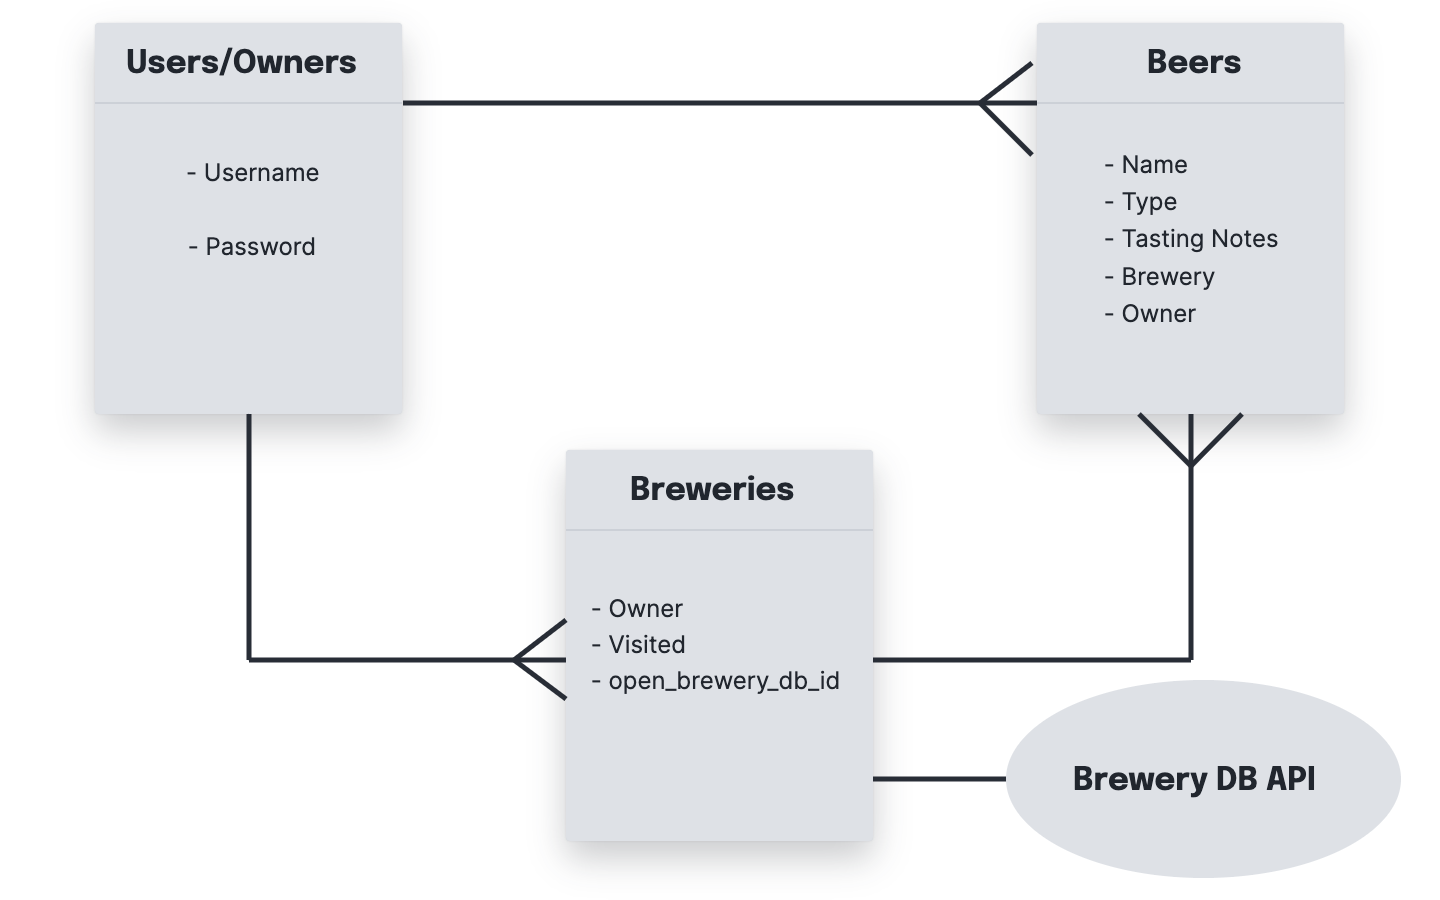 Users/Owners
- Username
- Password
Beers
- Name
- Type
- Tasting Notes
- Brewery
- Owner
Breweries
- Owner
- Visited
- open_brewery_db_id
Brewery DB API